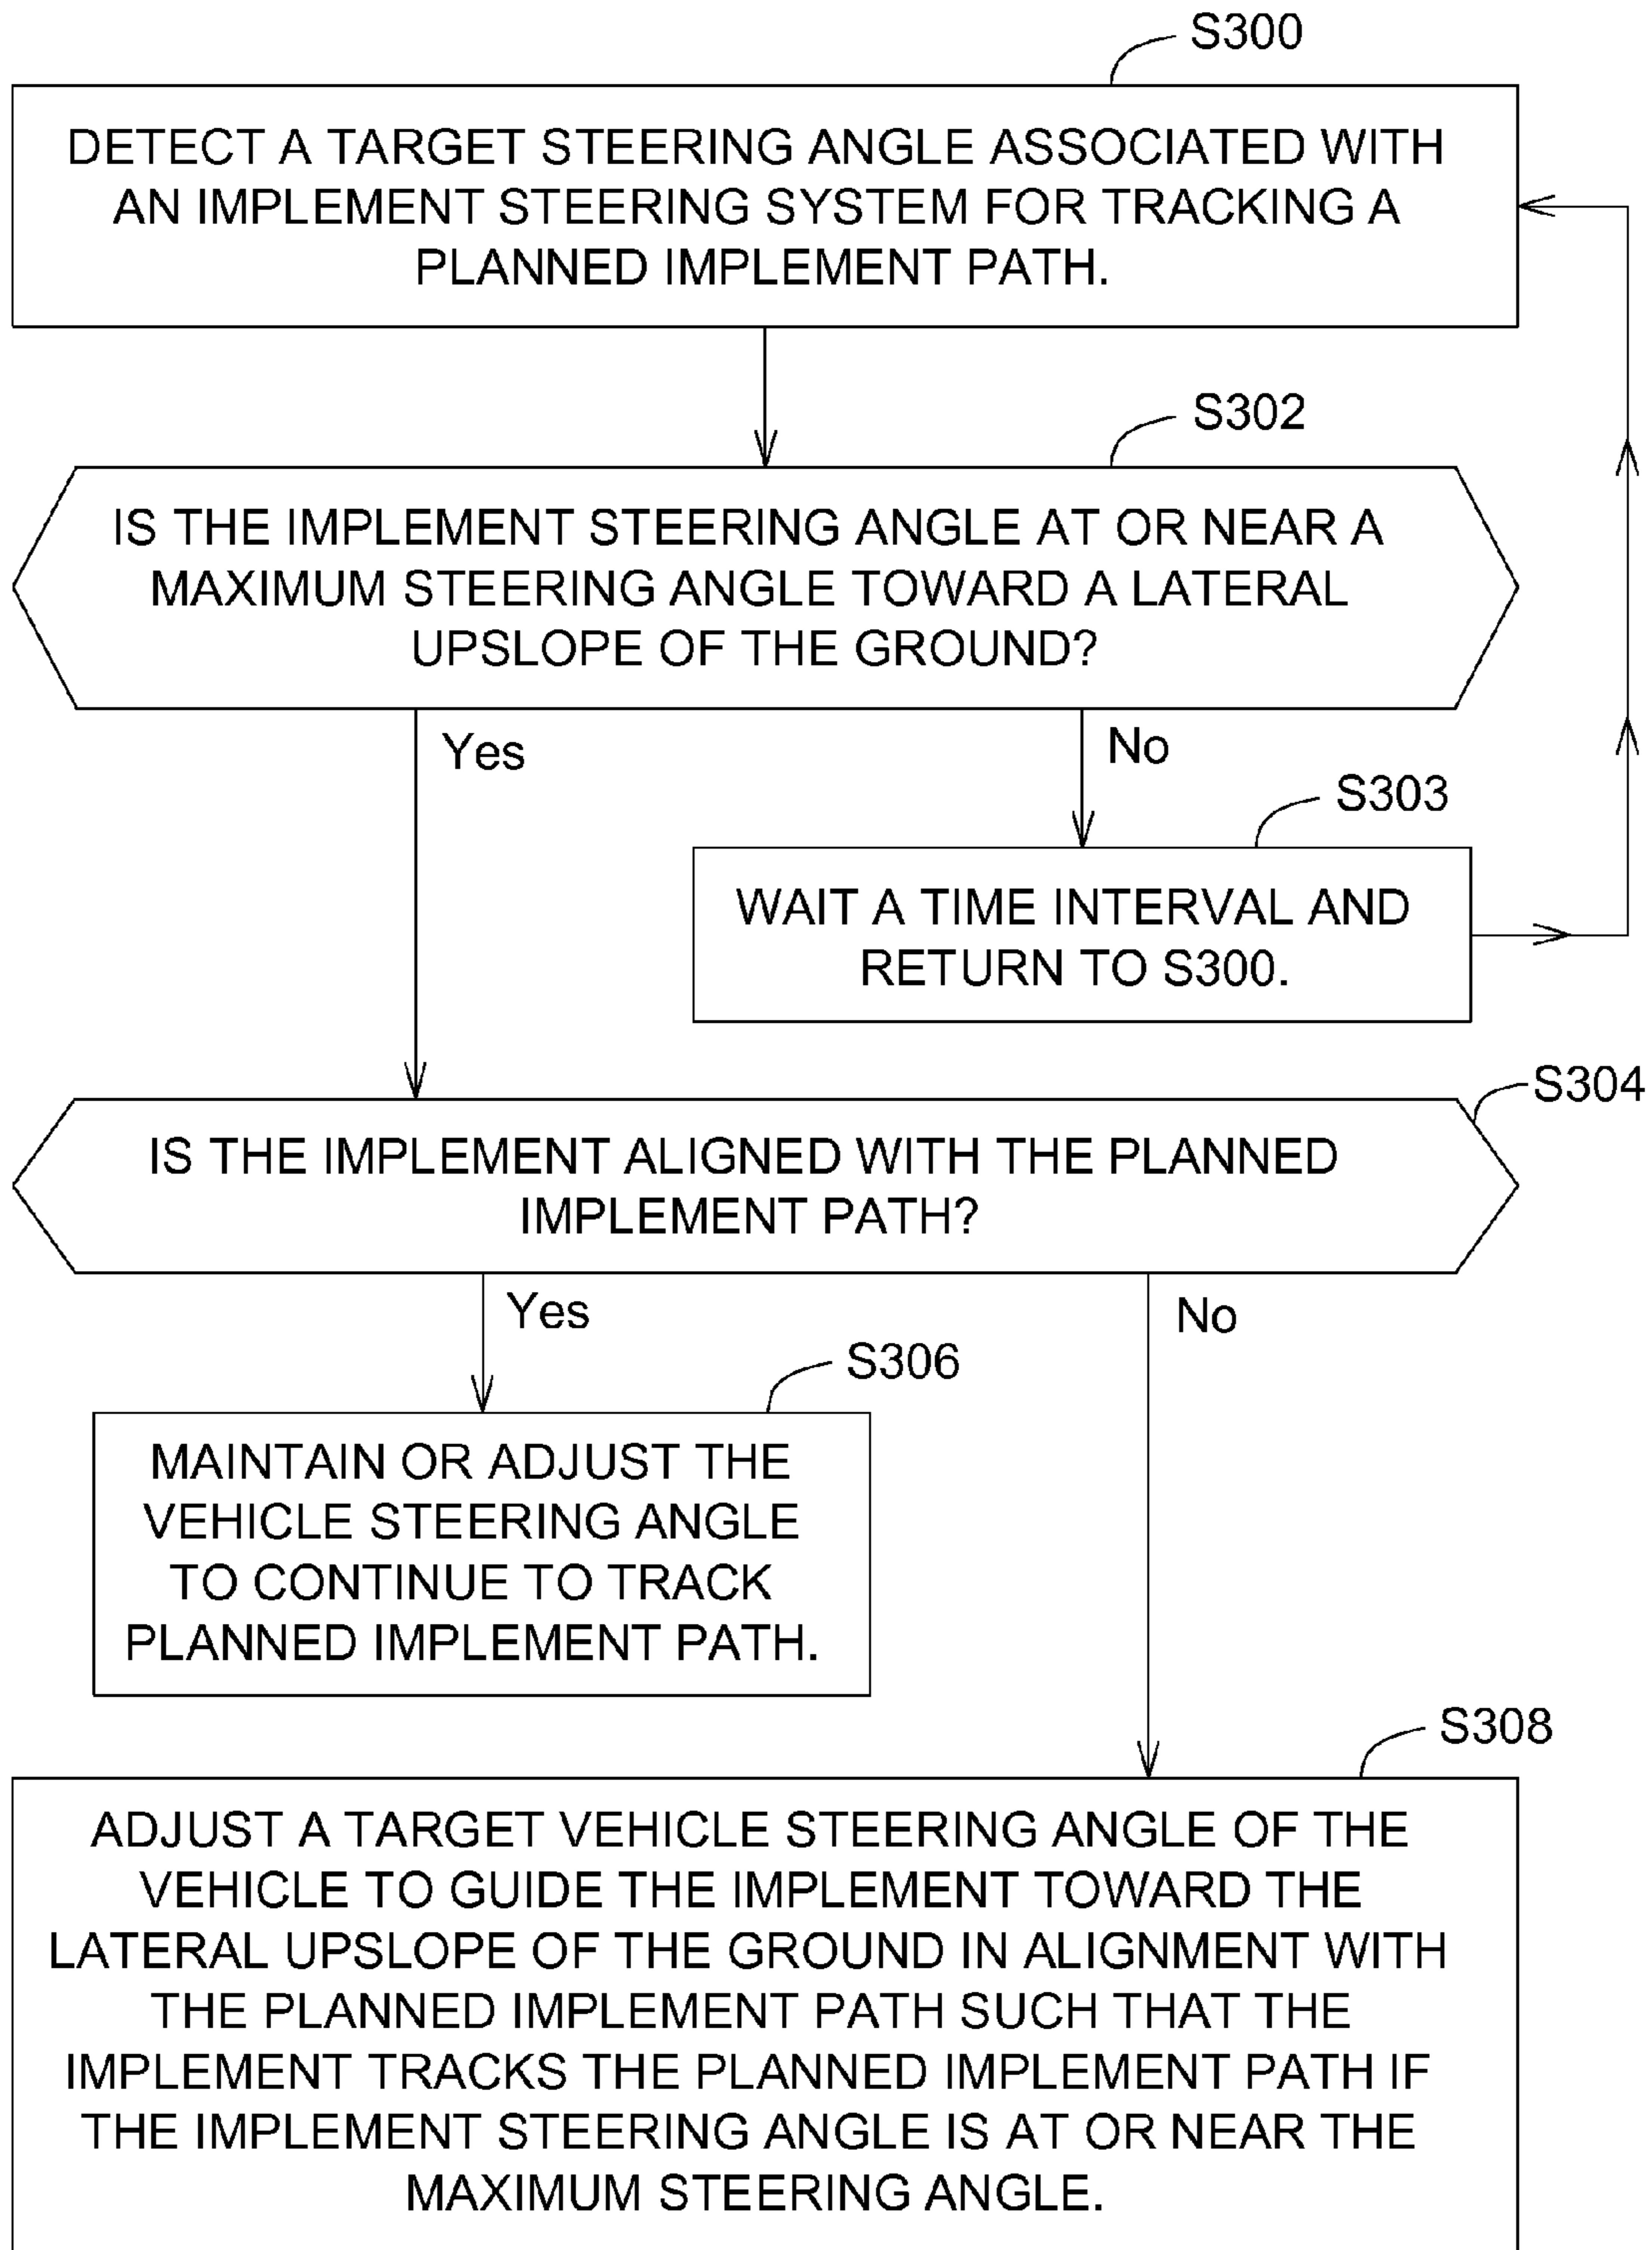 S300
DETECT A TARGET STEERING ANGLE ASSOCIATED WITH
AN IMPLEMENT STEERING SYSTEM FOR TRACKING A
PLANNED IMPLEMENT PATH.
S302
IS THE IMPLEMENT STEERING ANGLE AT OR NEAR A
MAXIMUM STEERING ANGLE TOWARD A LATERAL
UPSLOPE OF THE GROUND?
Yes
No
S303
WAIT A TIME INTERVAL AND
RETURN TO S300.
S304
IS THE IMPLEMENT ALIGNED WITH THE PLANNED
IMPLEMENT PATH?
Yes
No
S306
MAINTAIN OR ADJUST THE
VEHICLE STEERING ANGLE
TO CONTINUE TO TRACK
PLANNED IMPLEMENT PATH.
S308
ADJUST A TARGET VEHICLE STEERING ANGLE OF THE
VEHICLE TO GUIDE THE IMPLEMENT TOWARD THE
LATERAL UPSLOPE OF THE GROUND IN ALIGNMENT WITH
THE PLANNED IMPLEMENT PATH SUCH THAT THE
IMPLEMENT TRACKS THE PLANNED IMPLEMENT PATH IF
THE IMPLEMENT STEERING ANGLE IS AT OR NEAR THE
MAXIMUM STEERING ANGLE.